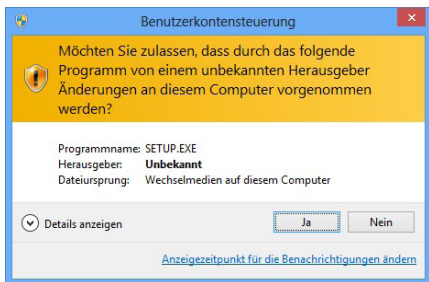 Benutzerkontensteuerung
Möchten Sie zulassen, dass durch das folgende
Programm von einem unbekannten Herausgeber
Änderungen an diesem Computer vorgenommen
werden?
Programmname: SETUP.EXE
Herausgeber: Unbekannt
Dateiursprung: Wechselmedien auf diesem Computer
Details anzeigen Ja Nein
Anzeigezeitpunkt für die Benachrichtigungen ändern